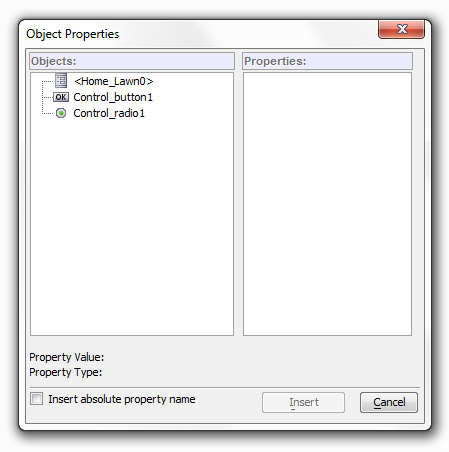 Object Properties
Objects:
Properties:
<Home_Lawn0>
OK Control_button1
Control_radio1
Property Value:
Property Type:
Insert absolute property name
Insert
Cancel